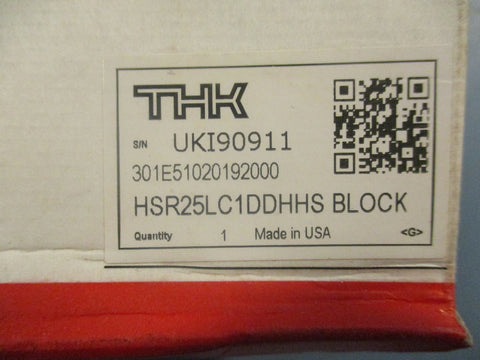 THK
S/N UKI90911
301E51020192000
HSR25LC1DDHHS BLOCK
Quantity 1 Made in USA <G>